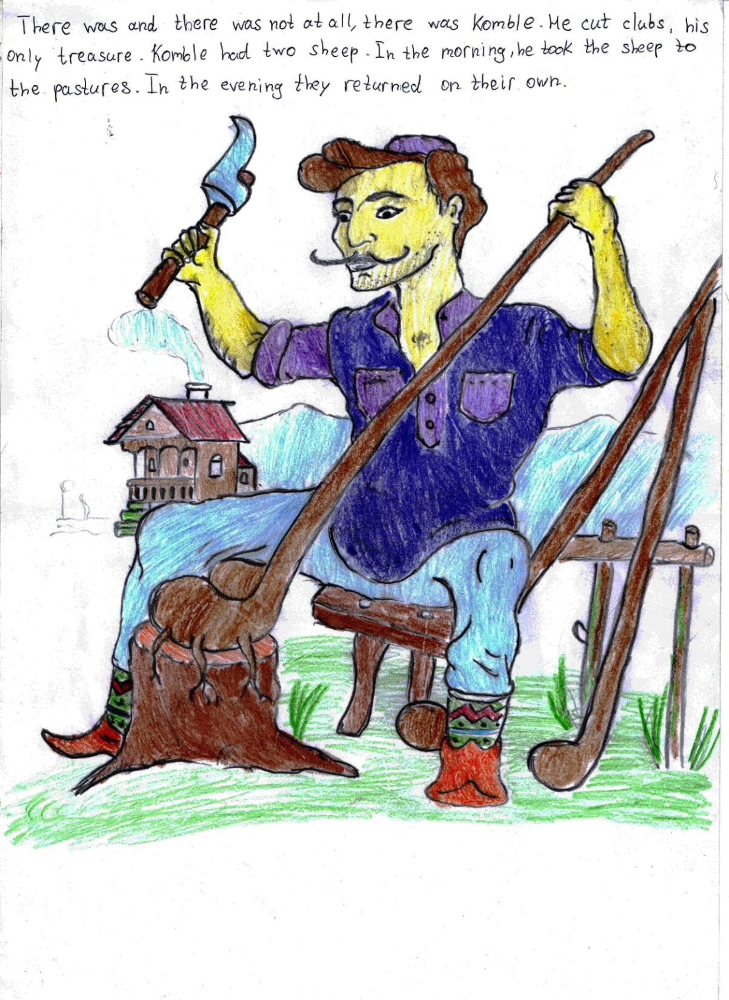 There was and there was not at all, there was Komble. He cut clubs, his
only treasure. Komble had two sheep. In the morning, he took the sheep to
the pastures. In the evening they returned on their own.